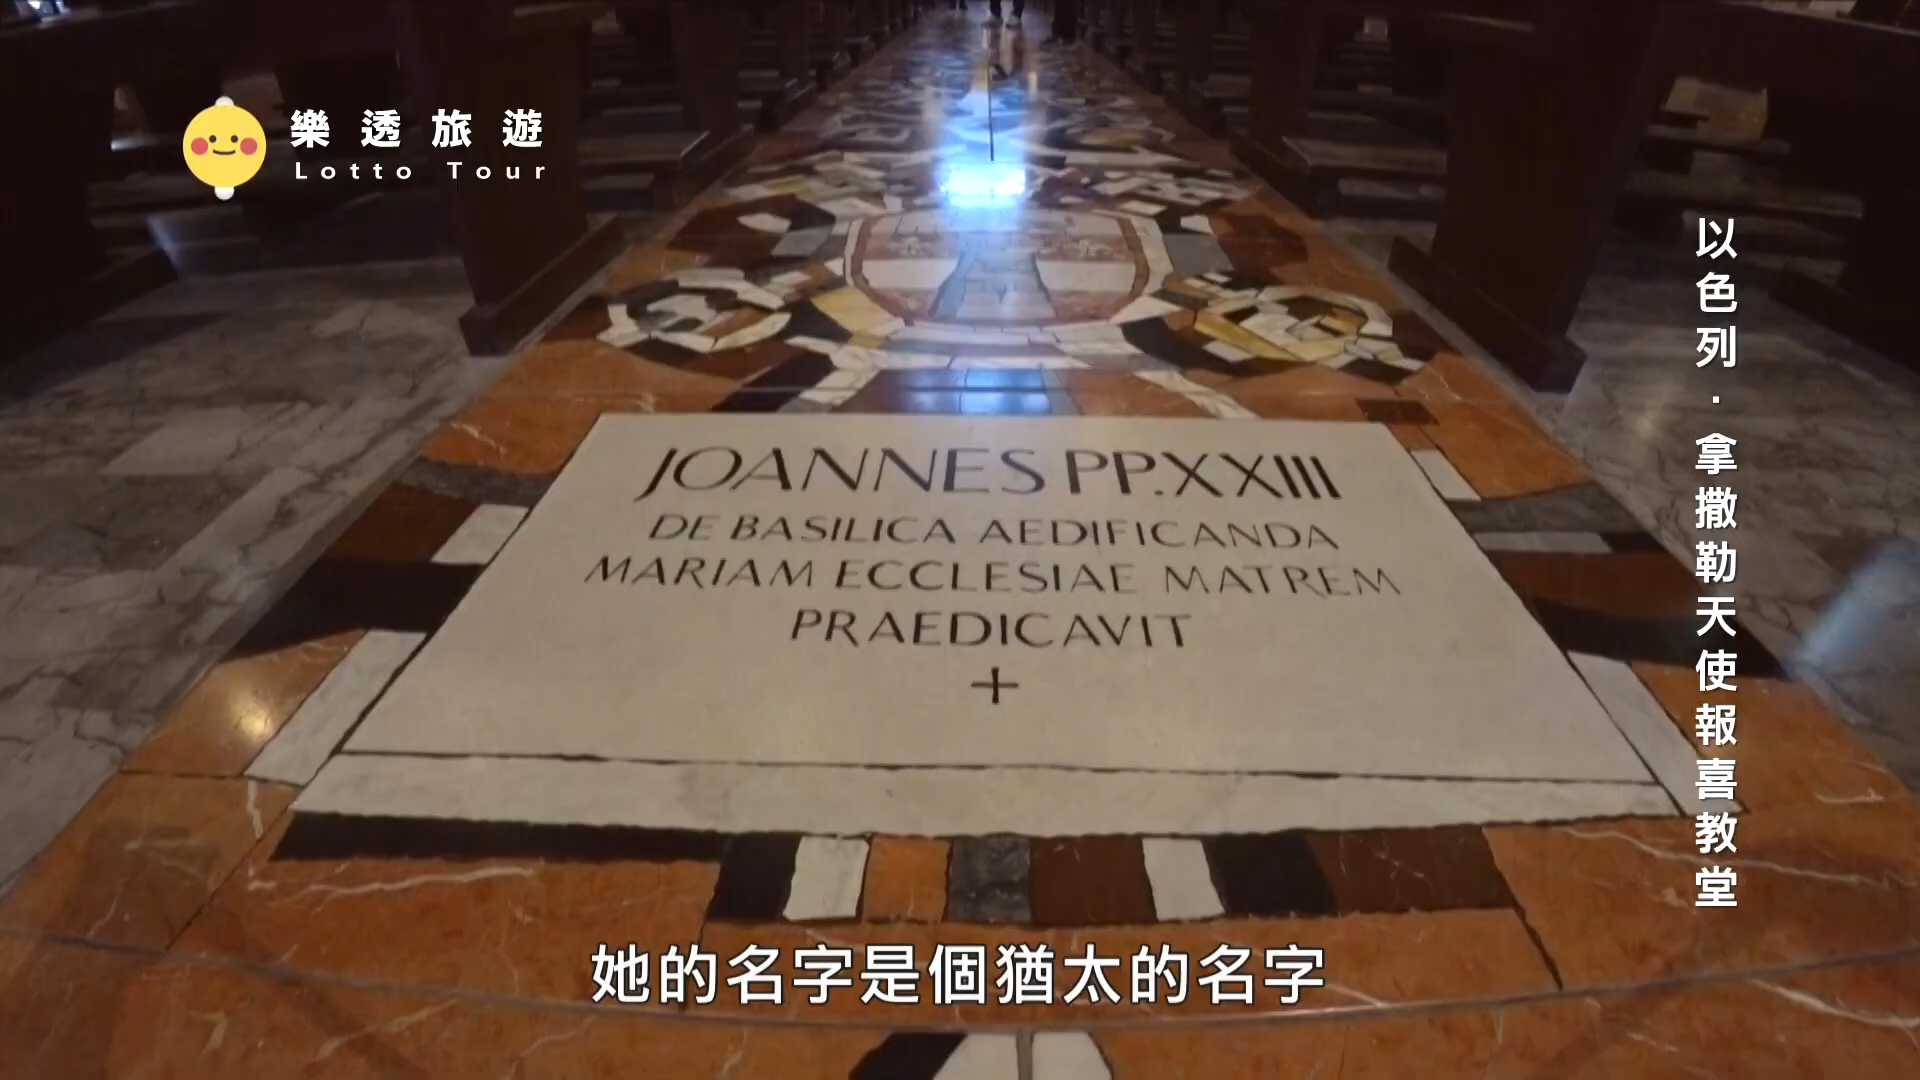 樂透旅遊
Lotto Tour
以色列·拿撒勒天使報喜教堂
JOANNES PP.XXIII
DE BASILICA AEDIFICANDA
MARIAM ECCLESIAE MATREM
PRAEDICAVIT
+
她的名字是個猶太的名字